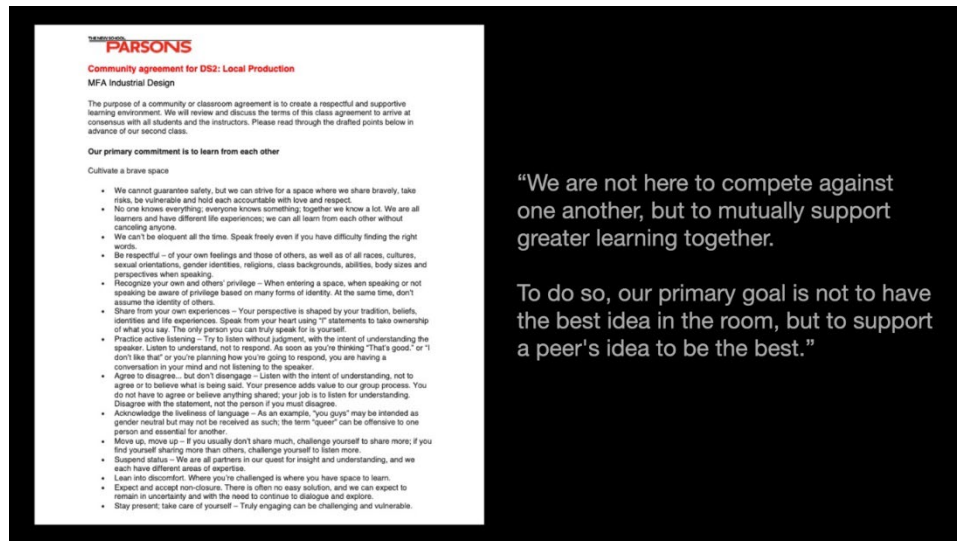 THE NEW SCHOOL
PARSONS
Community agreement for DS2: Local Production
MFA Industrial Design
The purpose of a community or classroom agreement is to create a respectful and supportive
learning environment. We will review and discuss the terms of this class agreement to arrive at
consensus with all students and the instructors. Please read through the drafted points below in
advance of our second class.
Our primary commitment is to learn from each other
Cultivate a brave space
• We cannot guarantee safety, but we can strive for a space where we share bravely, take
risks, be vulnerable and hold each accountable with love and respect.
• No one knows everything; everyone knows something; together we know a lot. We are all
learners and have different life experiences; we can all learn from each other without
canceling anyone.
• We can't be eloquent all the time. Speak freely even if you have difficulty finding the right
words.
• Be respectful – of your own feelings and those of others, as well as of all races, cultures,
sexual orientations, gender identities, religions, class backgrounds, abilities, body sizes and
perspectives when speaking.
• Recognize your own and others' privilege – When entering a space, when speaking or not
speaking be aware of privilege based on many forms of identity. At the same time, don't
assume the identity of others.
• Share from your own experiences – Your perspective is shaped by your tradition, beliefs,
identities and life experiences. Speak from your heart using "I" statements to take ownership
of what you say. The only person you can truly speak for is yourself.
• Practice active listening – Try to listen without judgment, with the intent of understanding the
speaker. Listen to understand, not to respond. As soon as you're thinking "That's good." or "I
don't like that" or you're planning how you're going to respond, you are having a
conversation in your mind and not listening to the speaker.
• Agree to disagree... but don't disengage – Listen with the intent of understanding, not to
agree or to believe what is being said. Your presence adds value to our group process. You
do not have to agree or believe anything shared; your job is to listen for understanding.
Disagree with the statement, not the person if you must disagree.
• Acknowledge the liveliness of language – As an example, "you guys" may be intended as
gender neutral but may not be received as such; the term "queer" can be offensive to one
person and essential for another.
• Move up, move up – If you usually don't share much, challenge yourself to share more; if you
find yourself sharing more than others, challenge yourself to listen more.
• Suspend status – We are all partners in our quest for insight and understanding, and we
each have different areas of expertise.
• Lean into discomfort. Where you're challenged is where you have space to learn.
• Expect and accept non-closure. There is often no easy solution, and we can expect to
remain in uncertainty and with the need to continue to dialogue and explore.
• Stay present; take care of yourself – Truly engaging can be challenging and vulnerable.
“We are not here to compete against
one another, but to mutually support
greater learning together.
To do so, our primary goal is not to have
the best idea in the room, but to support
a peer's idea to be the best.”